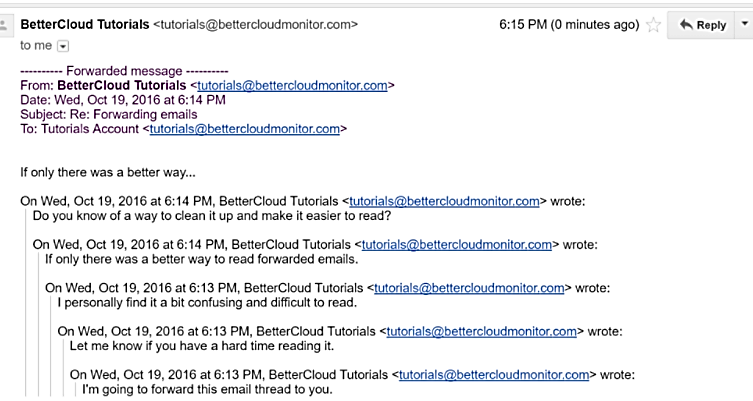 BetterCloud Tutorials <tutorials@bettercloudmonitor.com> 6:15 PM (0 minutes ago) Reply
to me
---------- Forwarded message ----------
From: BetterCloud Tutorials <tutorials@bettercloudmonitor.com>
Date: Wed, Oct 19, 2016 at 6:14 PM
Subject: Re: Forwarding emails
To: Tutorials Account <tutorials@bettercloudmonitor.com>
If only there was a better way...
On Wed, Oct 19, 2016 at 6:14 PM, BetterCloud Tutorials <tutorials@bettercloudmonitor.com> wrote:
Do you know of a way to clean it up and make it easier to read?
On Wed, Oct 19, 2016 at 6:14 PM, BetterCloud Tutorials <tutorials@bettercloudmonitor.com> wrote:
If only there was a better way to read forwarded emails.
On Wed, Oct 19, 2016 at 6:13 PM, BetterCloud Tutorials <tutorials@bettercloudmonitor.com> wrote:
I personally find it a bit confusing and difficult to read.
On Wed, Oct 19, 2016 at 6:13 PM, BetterCloud Tutorials <tutorials@bettercloudmonitor.com> wrote:
Let me know if you have a hard time reading it.
On Wed, Oct 19, 2016 at 6:13 PM, BetterCloud Tutorials <tutorials@bettercloudmonitor.com> wrote:
I'm going to forward this email thread to you.